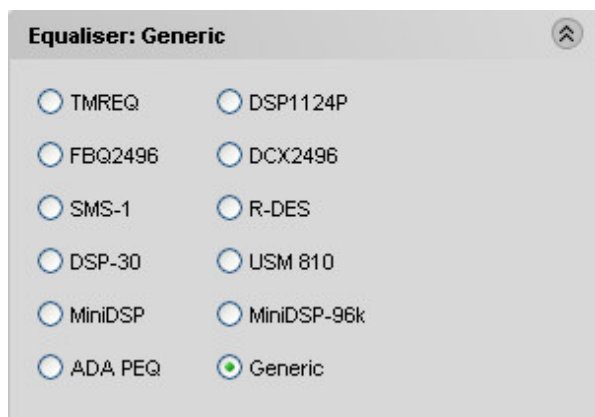 Equaliser: Generic
TMREQ DSP1124P
FBQ2496 DCX2496
SMS-1 R-DES
DSP-30 USM 810
MiniDSP MiniDSP-96k
ADA PEQ Generic